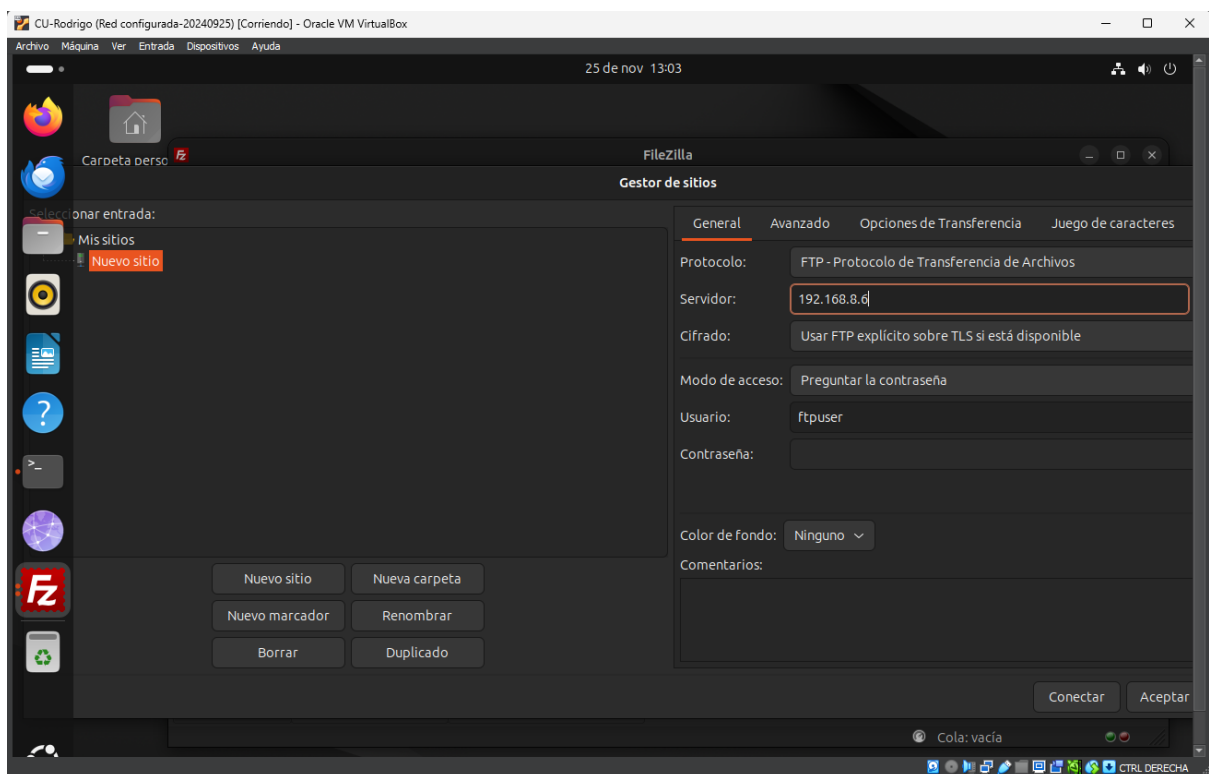 CU-Rodrigo (Red configurada-20240925) [Corriendo] - Oracle VM VirtualBox
Archivo Máquina Ver Entrada Dispositivos Ayuda
25 de nov 13:03
Carpeta perso
FileZilla
Gestor de sitios
Seleccionar entrada:
Mis sitios
Nuevo sitio
General Avanzado Opciones de Transferencia Juego de caracteres
Protocolo: FTP - Protocolo de Transferencia de Archivos
Servidor: 192.168.8.6
Cifrado: Usar FTP explícito sobre TLS si está disponible
Modo de acceso: Preguntar la contraseña
Usuario: ftpuser
Contraseña:
Color de fondo: Ninguno
Comentarios:
Nuevo sitio Nueva carpeta
Nuevo marcador Renombrar
Borrar Duplicado
Conectar Aceptar
Cola: vacía
CTRL DERECHA